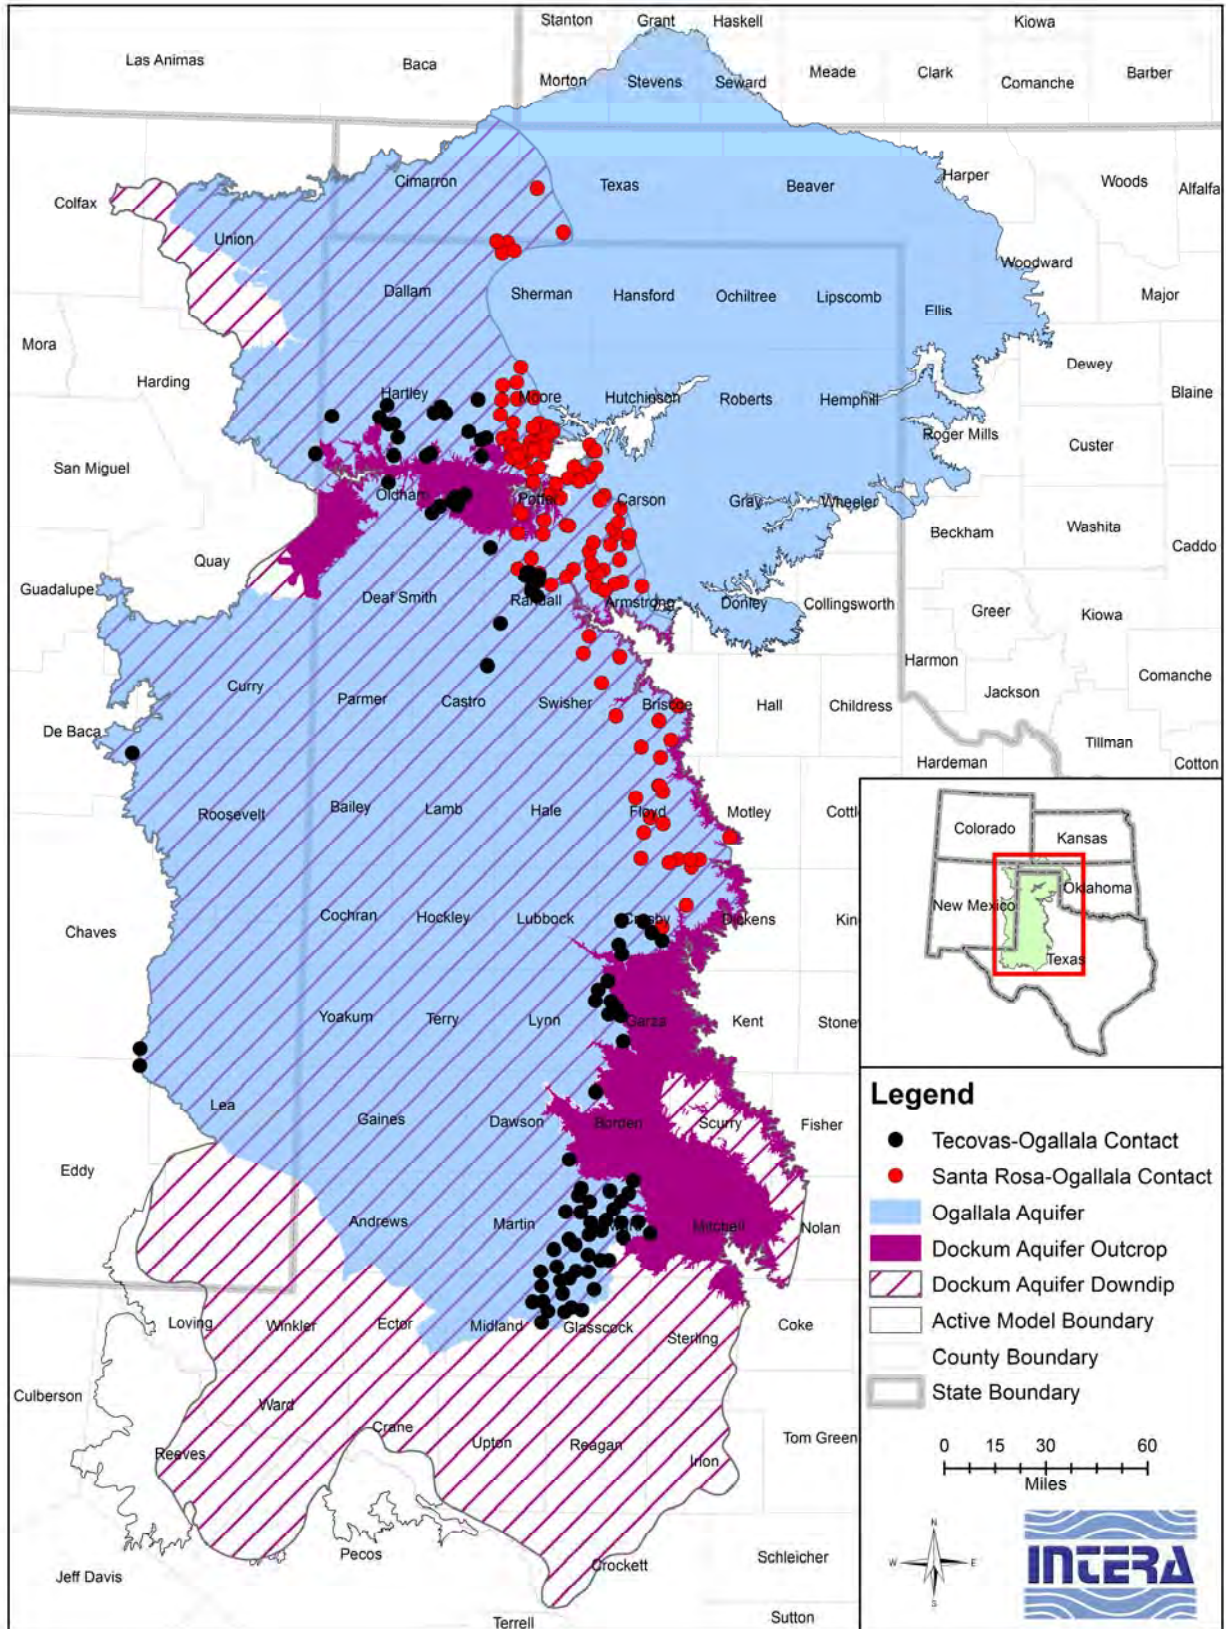 Stanton Grant Haskell Kiowa
Las Animas Baca
Morton Stevens Seward Meade Clark Comanche Barber
Colfax Cimarron Texas Beaver Harper Woods Alfalfa
Union
Woodward
Dallam Sherman Hansford Ochiltree Lipscomb Ellis Major
Mora
Harding Hartley Moore Hutchinson Roberts Hemphill Dewey Blaine
Roger Mills Custer
San Miguel
Oldham Potter Carson Gray Wheeler
Beckham Washita
Caddo
Quay
Guadalupe Deaf Smith Randall Armstrong Donley Collingsworth Greer Kiowa
Harmon Comanche
Curry Parmer Castro Swisher Briscoe Hall Childress Jackson
De Baca Tillman
Hardeman Cotton
Roosevelt Bailey Lamb Hale Floyd Motley Cottl
Chaves Cochran Hockley Lubbock Crosby Dickens Kin
Yoakum Terry Lynn Garza Kent Stone
Lea Gaines Dawson Borden Scurry Fisher
Eddy
Andrews Martin Mitchell Nolan
Loving Winkler Ector Midland Glasscock Sterling Coke
Culberson
Ward
Reeves Crane Upton Reagan Irion Tom Green
Pecos
Jeff Davis Crockett Schleicher
Terrell Sutton
Colorado Kansas
New Mexico Oklahoma
Texas
Legend
Tecovas-Ogallala Contact
Santa Rosa-Ogallala Contact
Ogallala Aquifer
Dockum Aquifer Outcrop
Dockum Aquifer Downdip
Active Model Boundary
County Boundary
State Boundary
0 15 30 60
Miles
N
W E
S
INTERA